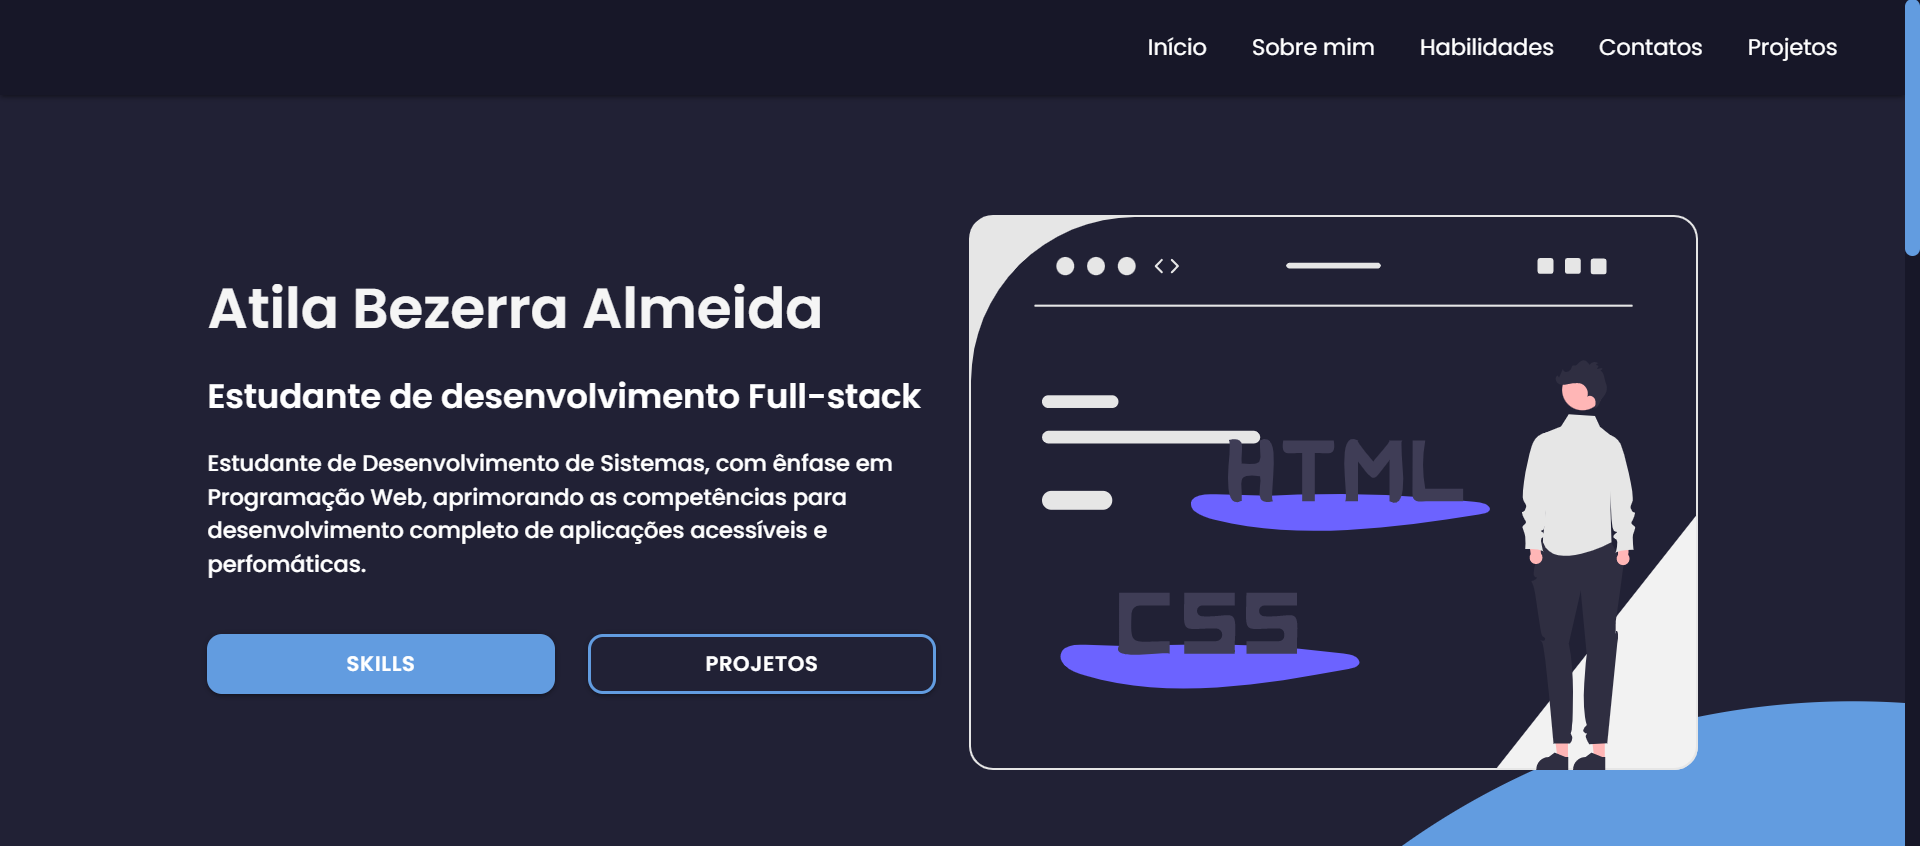 Início Sobre mim Habilidades Contatos Projetos
Atila Bezerra Almeida
Estudante de desenvolvimento Full-stack
Estudante de Desenvolvimento de Sistemas, com ênfase em
Programação Web, aprimorando as competências para
desenvolvimento completo de aplicações acessíveis e
perfomáticas.
SKILLS PROJETOS
HTML
CSS